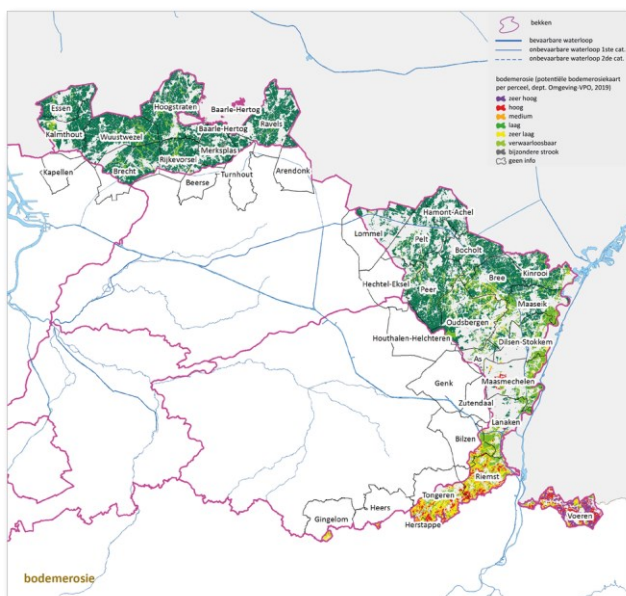 bekken
bevaarbare waterloop
onbevaarbare waterloop 1ste cat.
onbevaarbare waterloop 2de cat.
bodemerosie (potentiële bodemerosiekaart
per perceel, dept. Omgeving-VPO, 2019)
zeer hoog
hoog
medium
laag
zeer laag
verwaarloosbaar
bijzondere strook
geen info
Essen
Hoogstraten
Baarle-Hertog
Kalmthout
Wuustwezel
Baarle-Hertog
Ravels
Merksplas
Rijkevorsel
Kapellen
Brecht
Beerse
Turnhout
Arendonk
Hamont-Achel
Lommel
Pelt
Bocholt
Bree
Kinrooi
Hechtel-Eksel
Peer
Maaseik
Oudsbergen
Houthalen-Helchteren
Dilsen-Stokkem
As
Genk
Maasmechelen
Zutendaal
Lanaken
Bilzen
Riemst
Tongeren
Heers
Voeren
Gingelom
Herstappe
bodemerosie